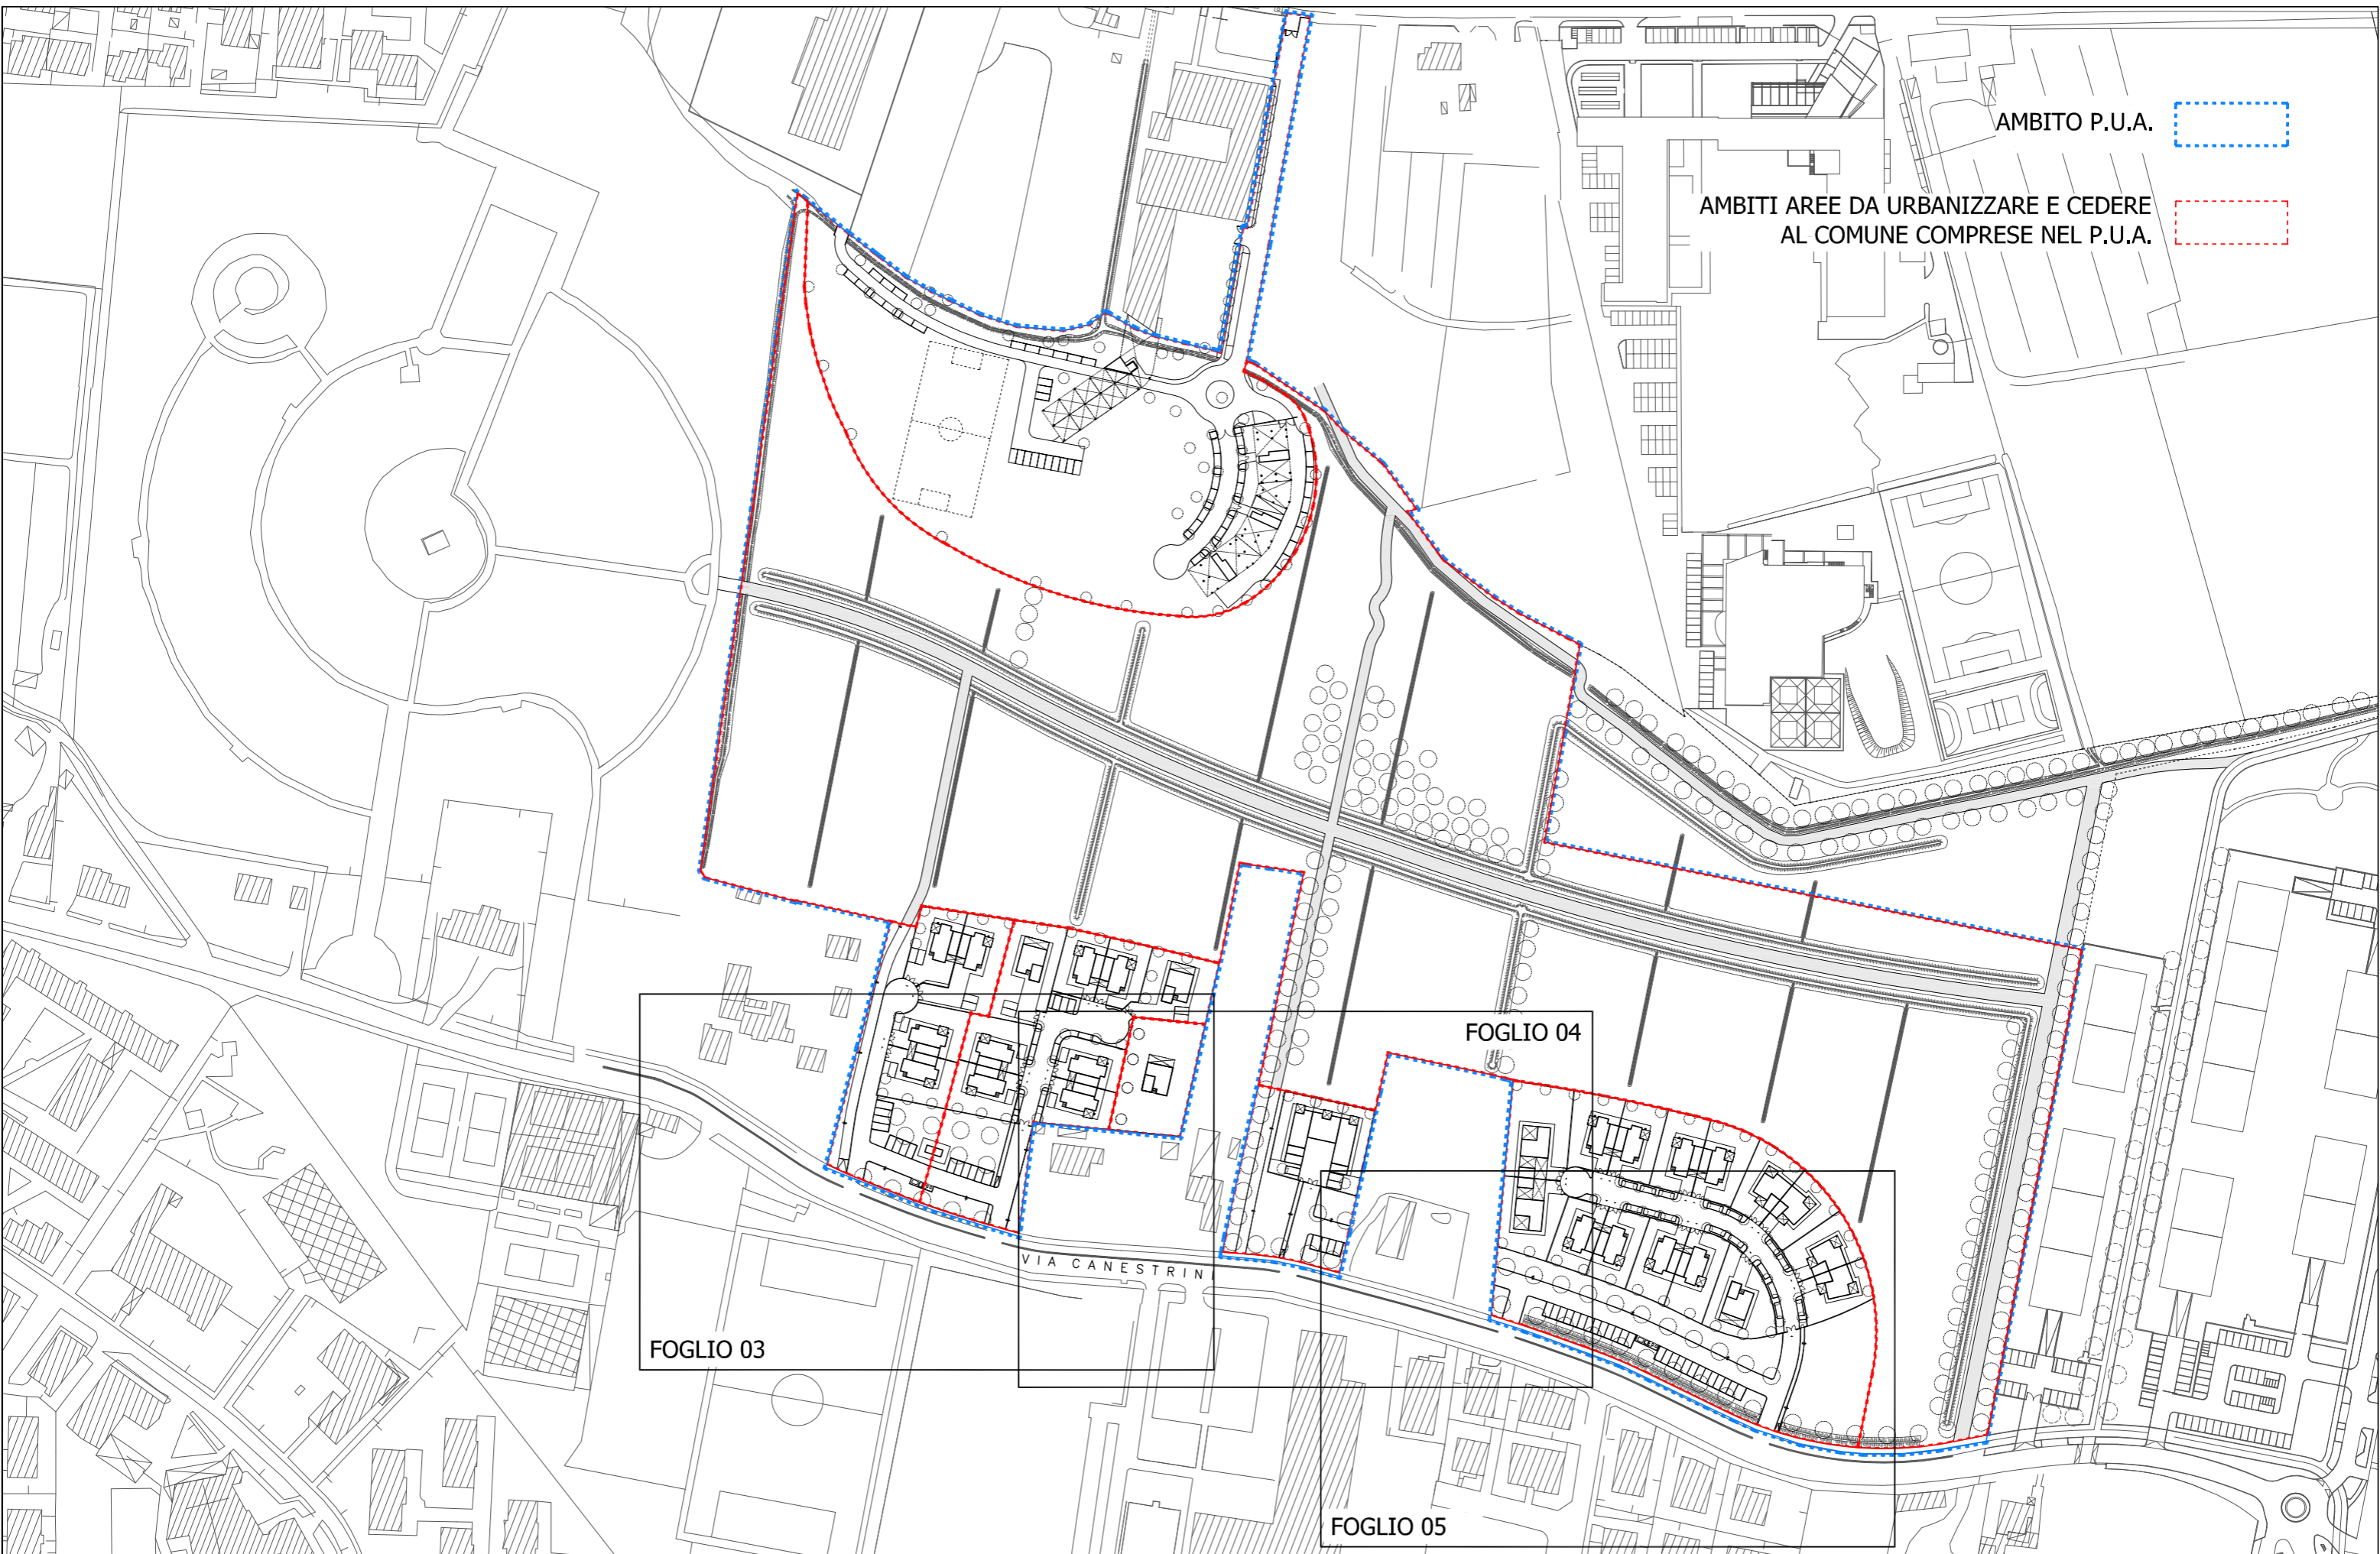 AMBITO P.U.A.
AMBITI AREE DA URBANIZZARE E CEDERE
AL COMUNE COMPRESE NEL P.U.A.
FOGLIO 04
VIA CANESTRINI
FOGLIO 03
FOGLIO 05